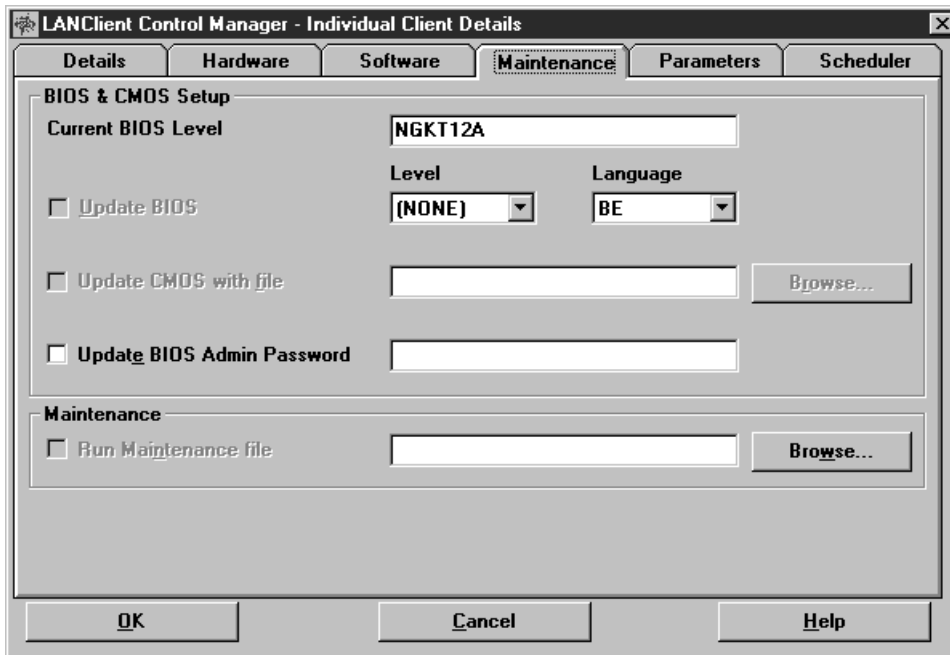 LANClient Control Manager - Individual Client Details
Details Hardware Software Maintenance Parameters Scheduler
BIOS & CMOS Setup
Current BIOS Level NGKT12A
Level Language
Update BIOS (NONE) BE
Update CMOS with file Browse...
Update BIOS Admin Password
Maintenance
Run Maintenance file Browse...
OK Cancel Help